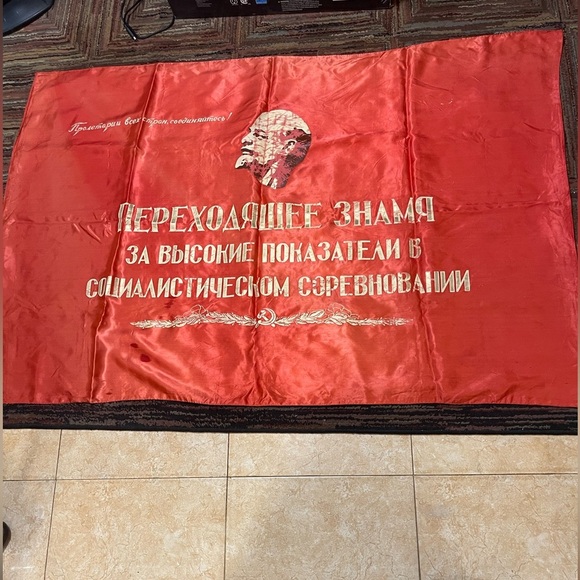 Пролетарии всех стран, соединяйтесь!
ПЕРЕХОДЯЩЕЕ ЗНАМЯ
ЗА ВЫСОКИЕ ПОКАЗАТЕЛИ В
СОЦИАЛИСТИЧЕСКОМ СОРЕВНОВАНИИ